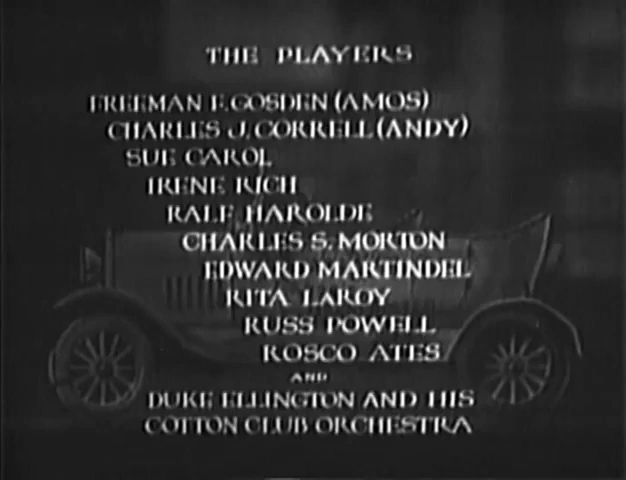 THE PLAYERS
FREEMAN F. GOSDEN (AMOS)
CHARLES J. CORRELL (ANDY)
SUE CAROL
IRENE RICH
RALF HAROLDE
CHARLES S. MORTON
EDWARD MARTINDEL
RITA LAROY
RUSS POWELL
ROSCO ATES
AND
DUKE ELLINGTON AND HIS
COTTON CLUB ORCHESTRA